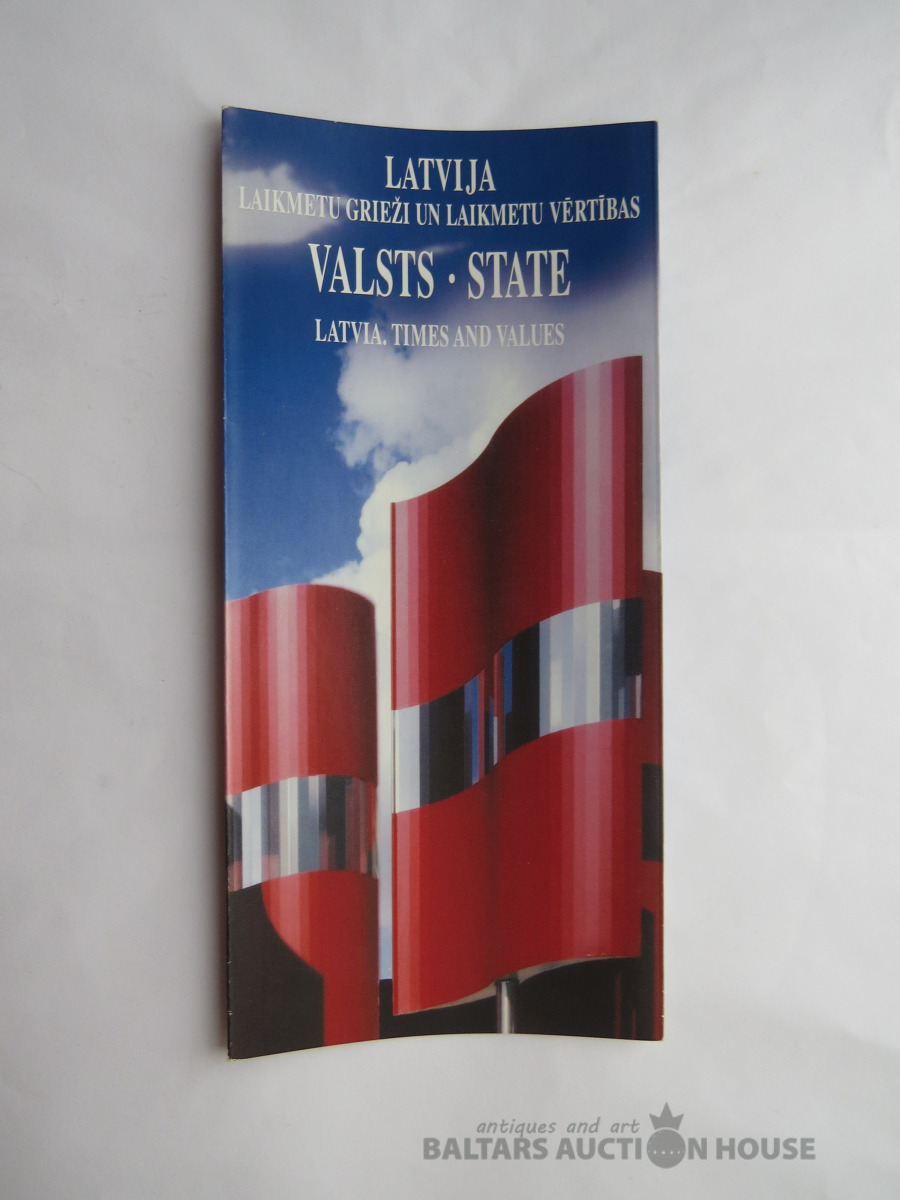 LATVIJA
LAIKMETU GRIEŽI UN LAIKMETU VĒRTĪBAS
VALSTS · STATE
LATVIA. TIMES AND VALUES
antiques and art
BALTARS AUCTION HOUSE